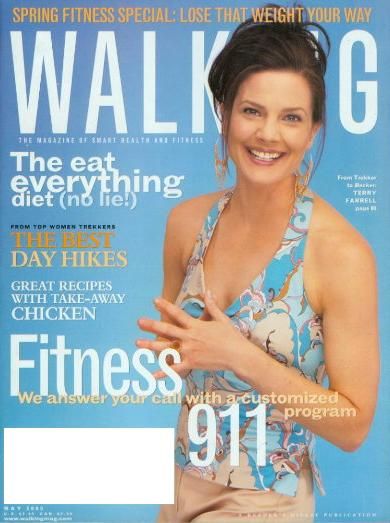 SPRING FITNESS SPECIAL: LOSE THAT WEIGHT YOUR WAY
WALKING
THE MAGAZINE OF SMART HEALTH AND FITNESS
The eat
everything
diet (no lie!)
From Trekker
to Becker:
TERRY
FARRELL
page 68
FROM TOP WOMEN TREKKERS
THE BEST
DAY HIKES
GREAT RECIPES
WITH TAKE-AWAY
CHICKEN
Fitness
We answer your call with a customized
program
911
MAY 2001
www.walkingmag.com
A READER'S DIGEST PUBLICATION